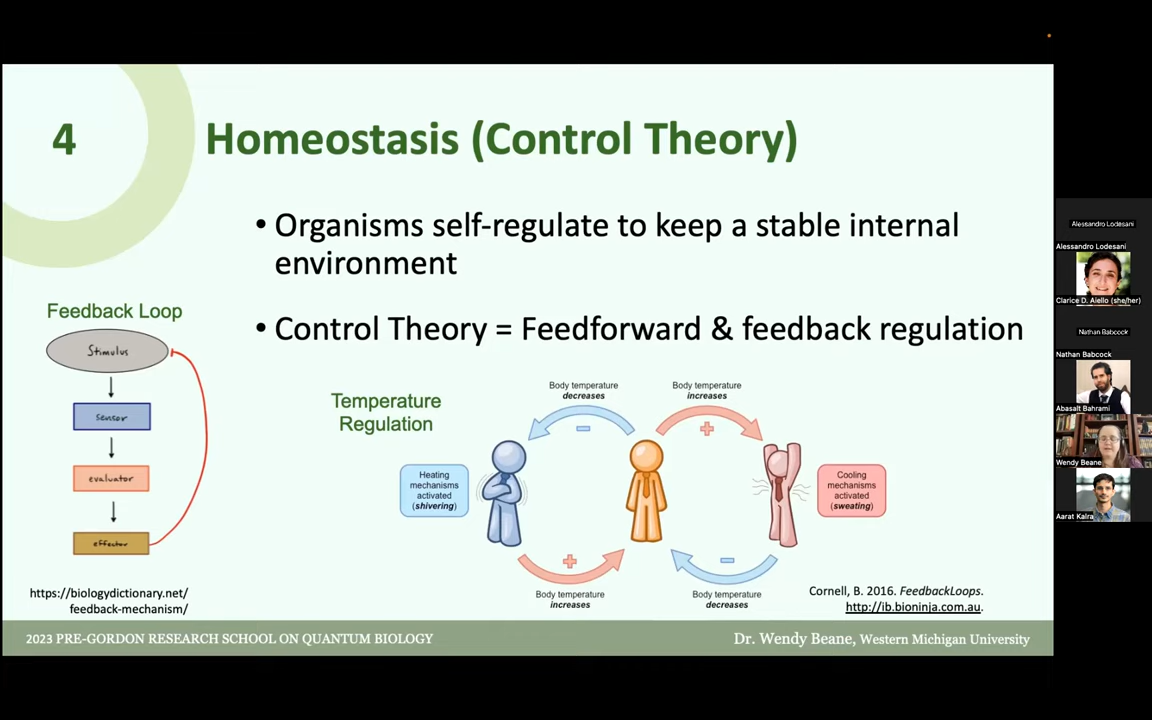 4
Homeostasis (Control Theory)
• Organisms self-regulate to keep a stable internal
environment
• Control Theory = Feedforward & feedback regulation
Feedback Loop
Stimulus
sensor
evaluator
effector
https://biologydictionary.net/
feedback-mechanism/
Temperature
Regulation
Body temperature
decreases
Body temperature
increases
Heating
mechanisms
activated
(shivering)
Cooling
mechanisms
activated
(sweating)
Body temperature
increases
Body temperature
decreases
Cornell, B. 2016. FeedbackLoops.
http://ib.bioninja.com.au.
2023 PRE-GORDON RESEARCH SCHOOL ON QUANTUM BIOLOGY
Dr. Wendy Beane, Western Michigan University
Alessandro Lodesani
Alessandro Lodesani
Clarice D. Aiello (she/her)
Nathan Babcock
Nathan Babcock
Abasalt Bahrami
Wendy Beane
Aarat Kalra